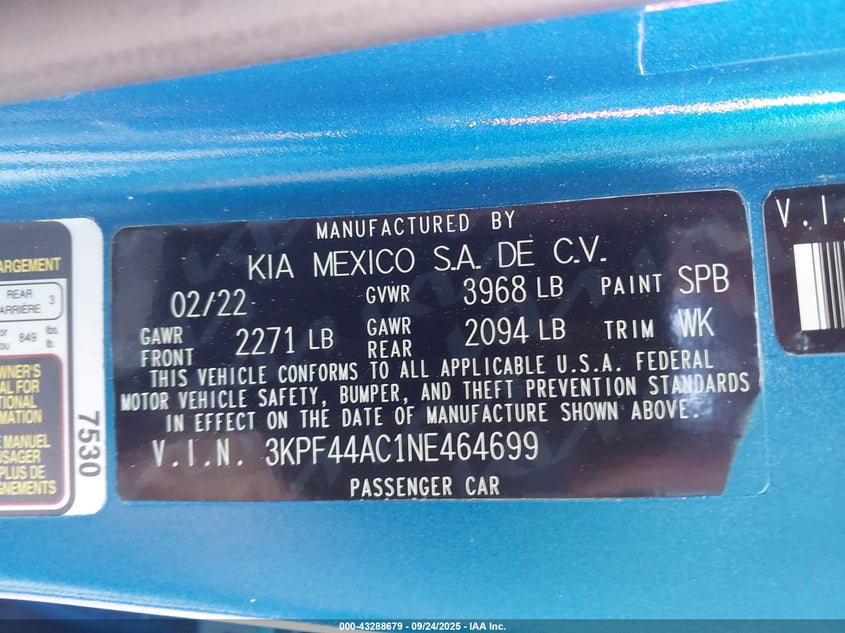 MANUFACTURED BY
KIA MEXICO S.A. DE C.V.
02/22 GVWR 3968 LB PAINT SPB
GAWR FRONT 2271 LB GAWR REAR 2094 LB TRIM WK
THIS VEHICLE CONFORMS TO ALL APPLICABLE U.S.A. FEDERAL
MOTOR VEHICLE SAFETY, BUMPER, AND THEFT PREVENTION STANDARDS
IN EFFECT ON THE DATE OF MANUFACTURE SHOWN ABOVE.
V.I.N. 3KPF44AC1NE464699
PASSENGER CAR
REAR 3
849 lbs.
7530
V.I.
000-43288679 - 09/24/2025 - IAA Inc.